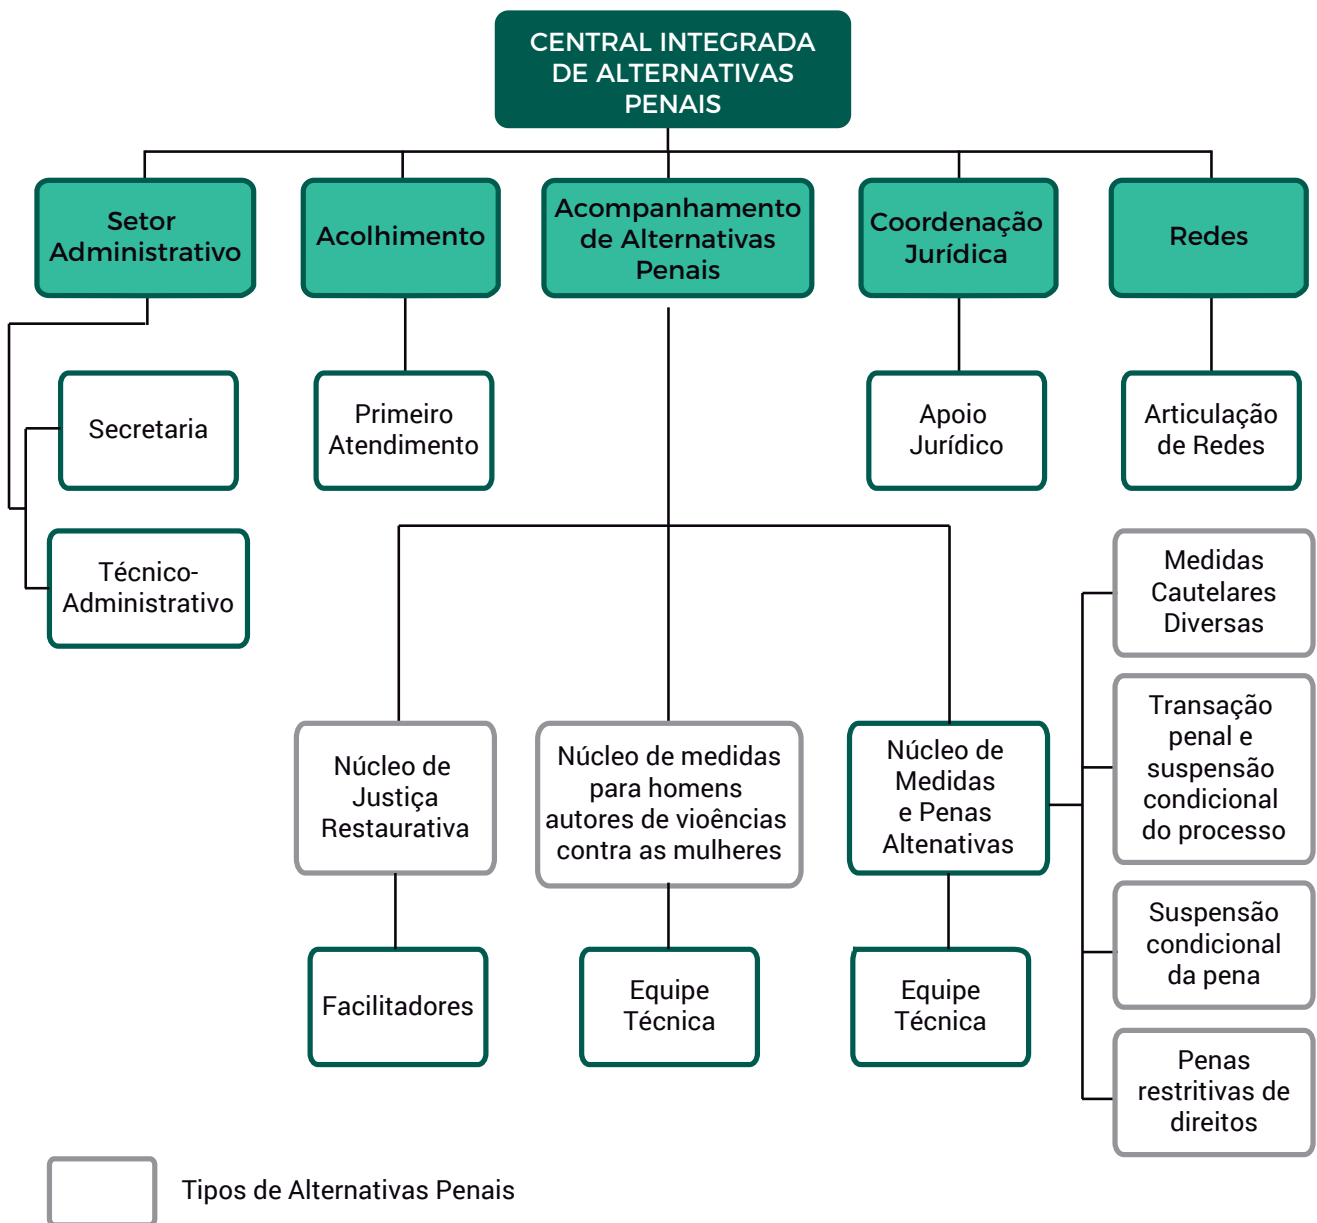 CENTRAL INTEGRADA
DE ALTERNATIVAS
PENAIS
Setor
Administrativo
Acolhimento
Acompanhamento
de Alternativas
Penais
Coordenação
Jurídica
Redes
Secretaria
Técnico-
Administrativo
Primeiro
Atendimento
Apoio
Jurídico
Articulação
de Redes
Núcleo de
Justiça
Restaurativa
Núcleo de medidas
para homens
autores de vioências
contra as mulheres
Núcleo de
Medidas
e Penas
Altenativas
Medidas
Cautelares
Diversas
Transação
penal e
suspensão
condicional
do processo
Suspensão
condicional
da pena
Penas
restritivas de
direitos
Facilitadores
Equipe
Técnica
Equipe
Técnica
Tipos de Alternativas Penais